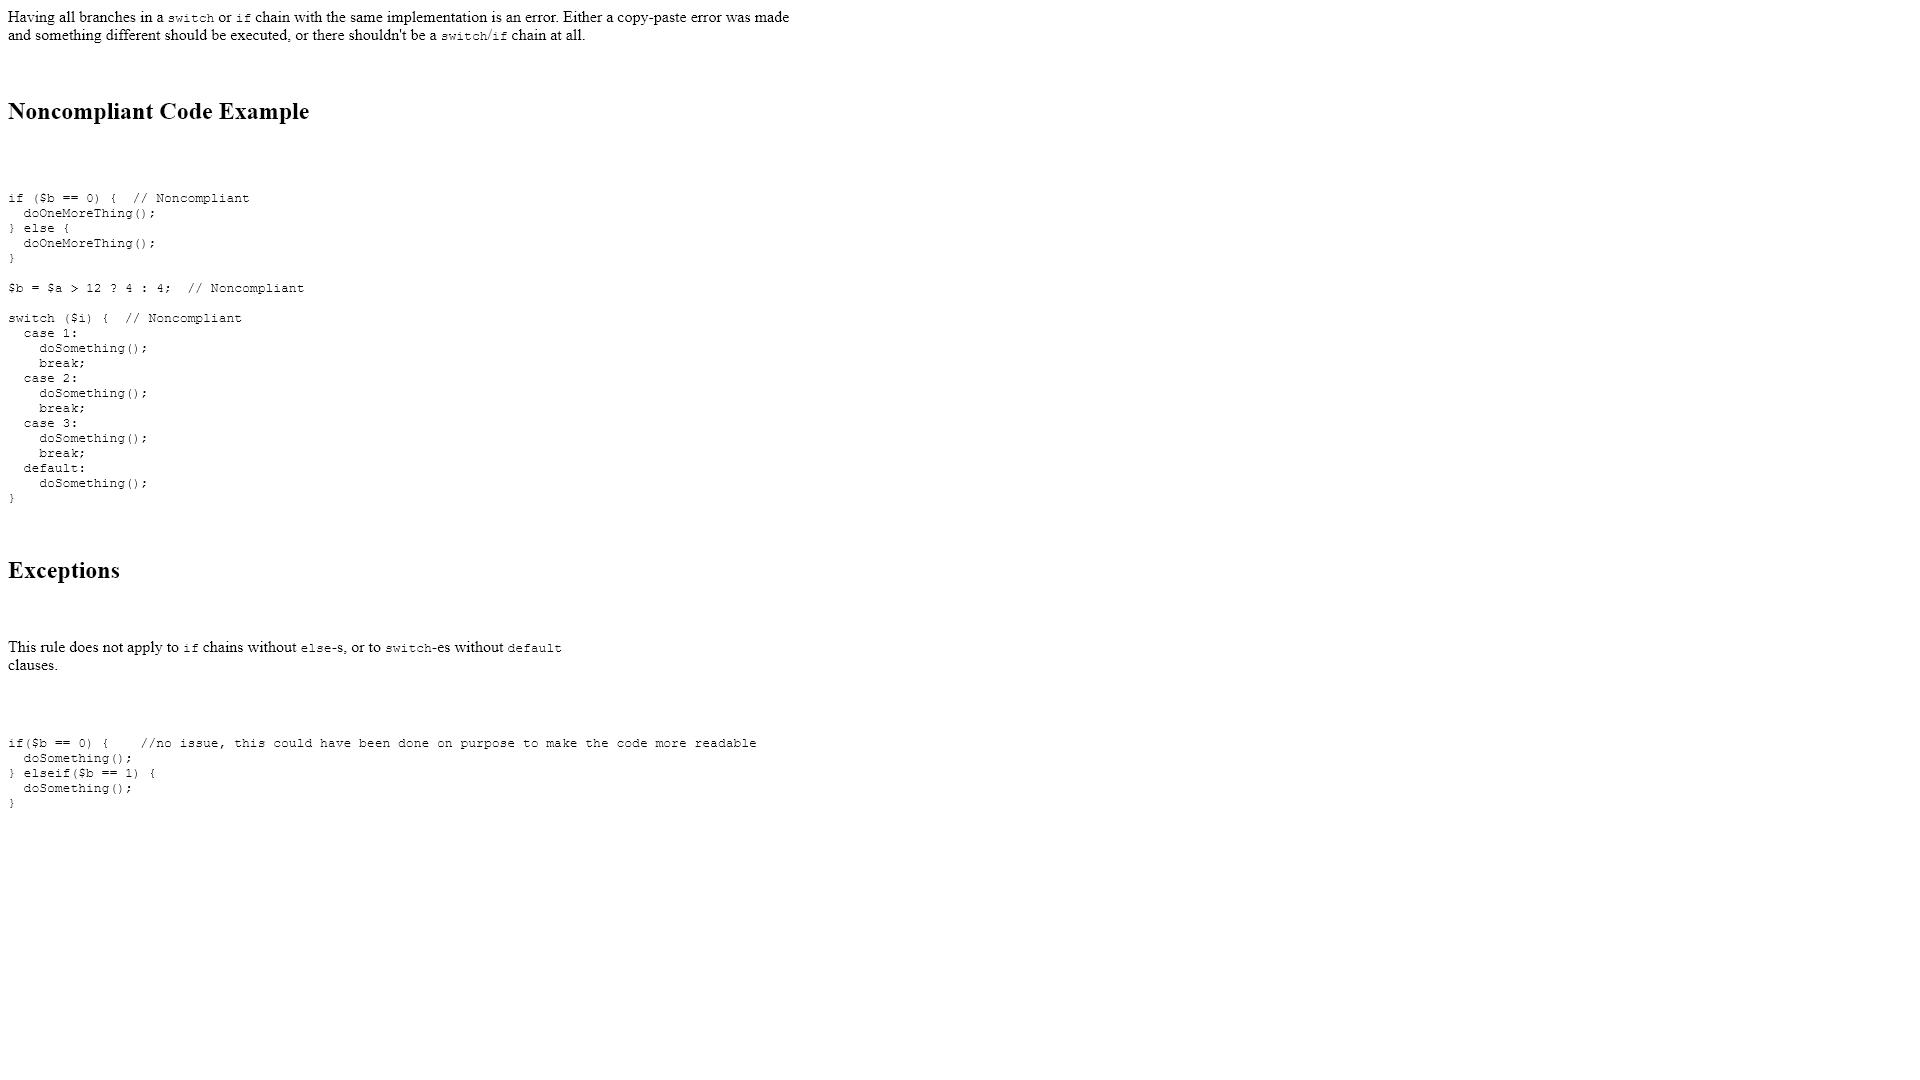 Having all branches in a switch or if chain with the same implementation is an error. Either a copy-paste error was made
and something different should be executed, or there shouldn't be a switch/if chain at all.
Noncompliant Code Example
if ($b == 0) {  // Noncompliant
  doOneMoreThing();
} else {
  doOneMoreThing();
}
$b = $a > 12 ? 4 : 4;  // Noncompliant
switch ($i) {  // Noncompliant
  case 1:
    doSomething();
    break;
  case 2:
    doSomething();
    break;
  case 3:
    doSomething();
    break;
  default:
    doSomething();
}
Exceptions
This rule does not apply to if chains without else-s, or to switch-es without default
clauses.
if($b == 0) {    //no issue, this could have been done on purpose to make the code more readable
  doSomething();
} elseif($b == 1) {
  doSomething();
}